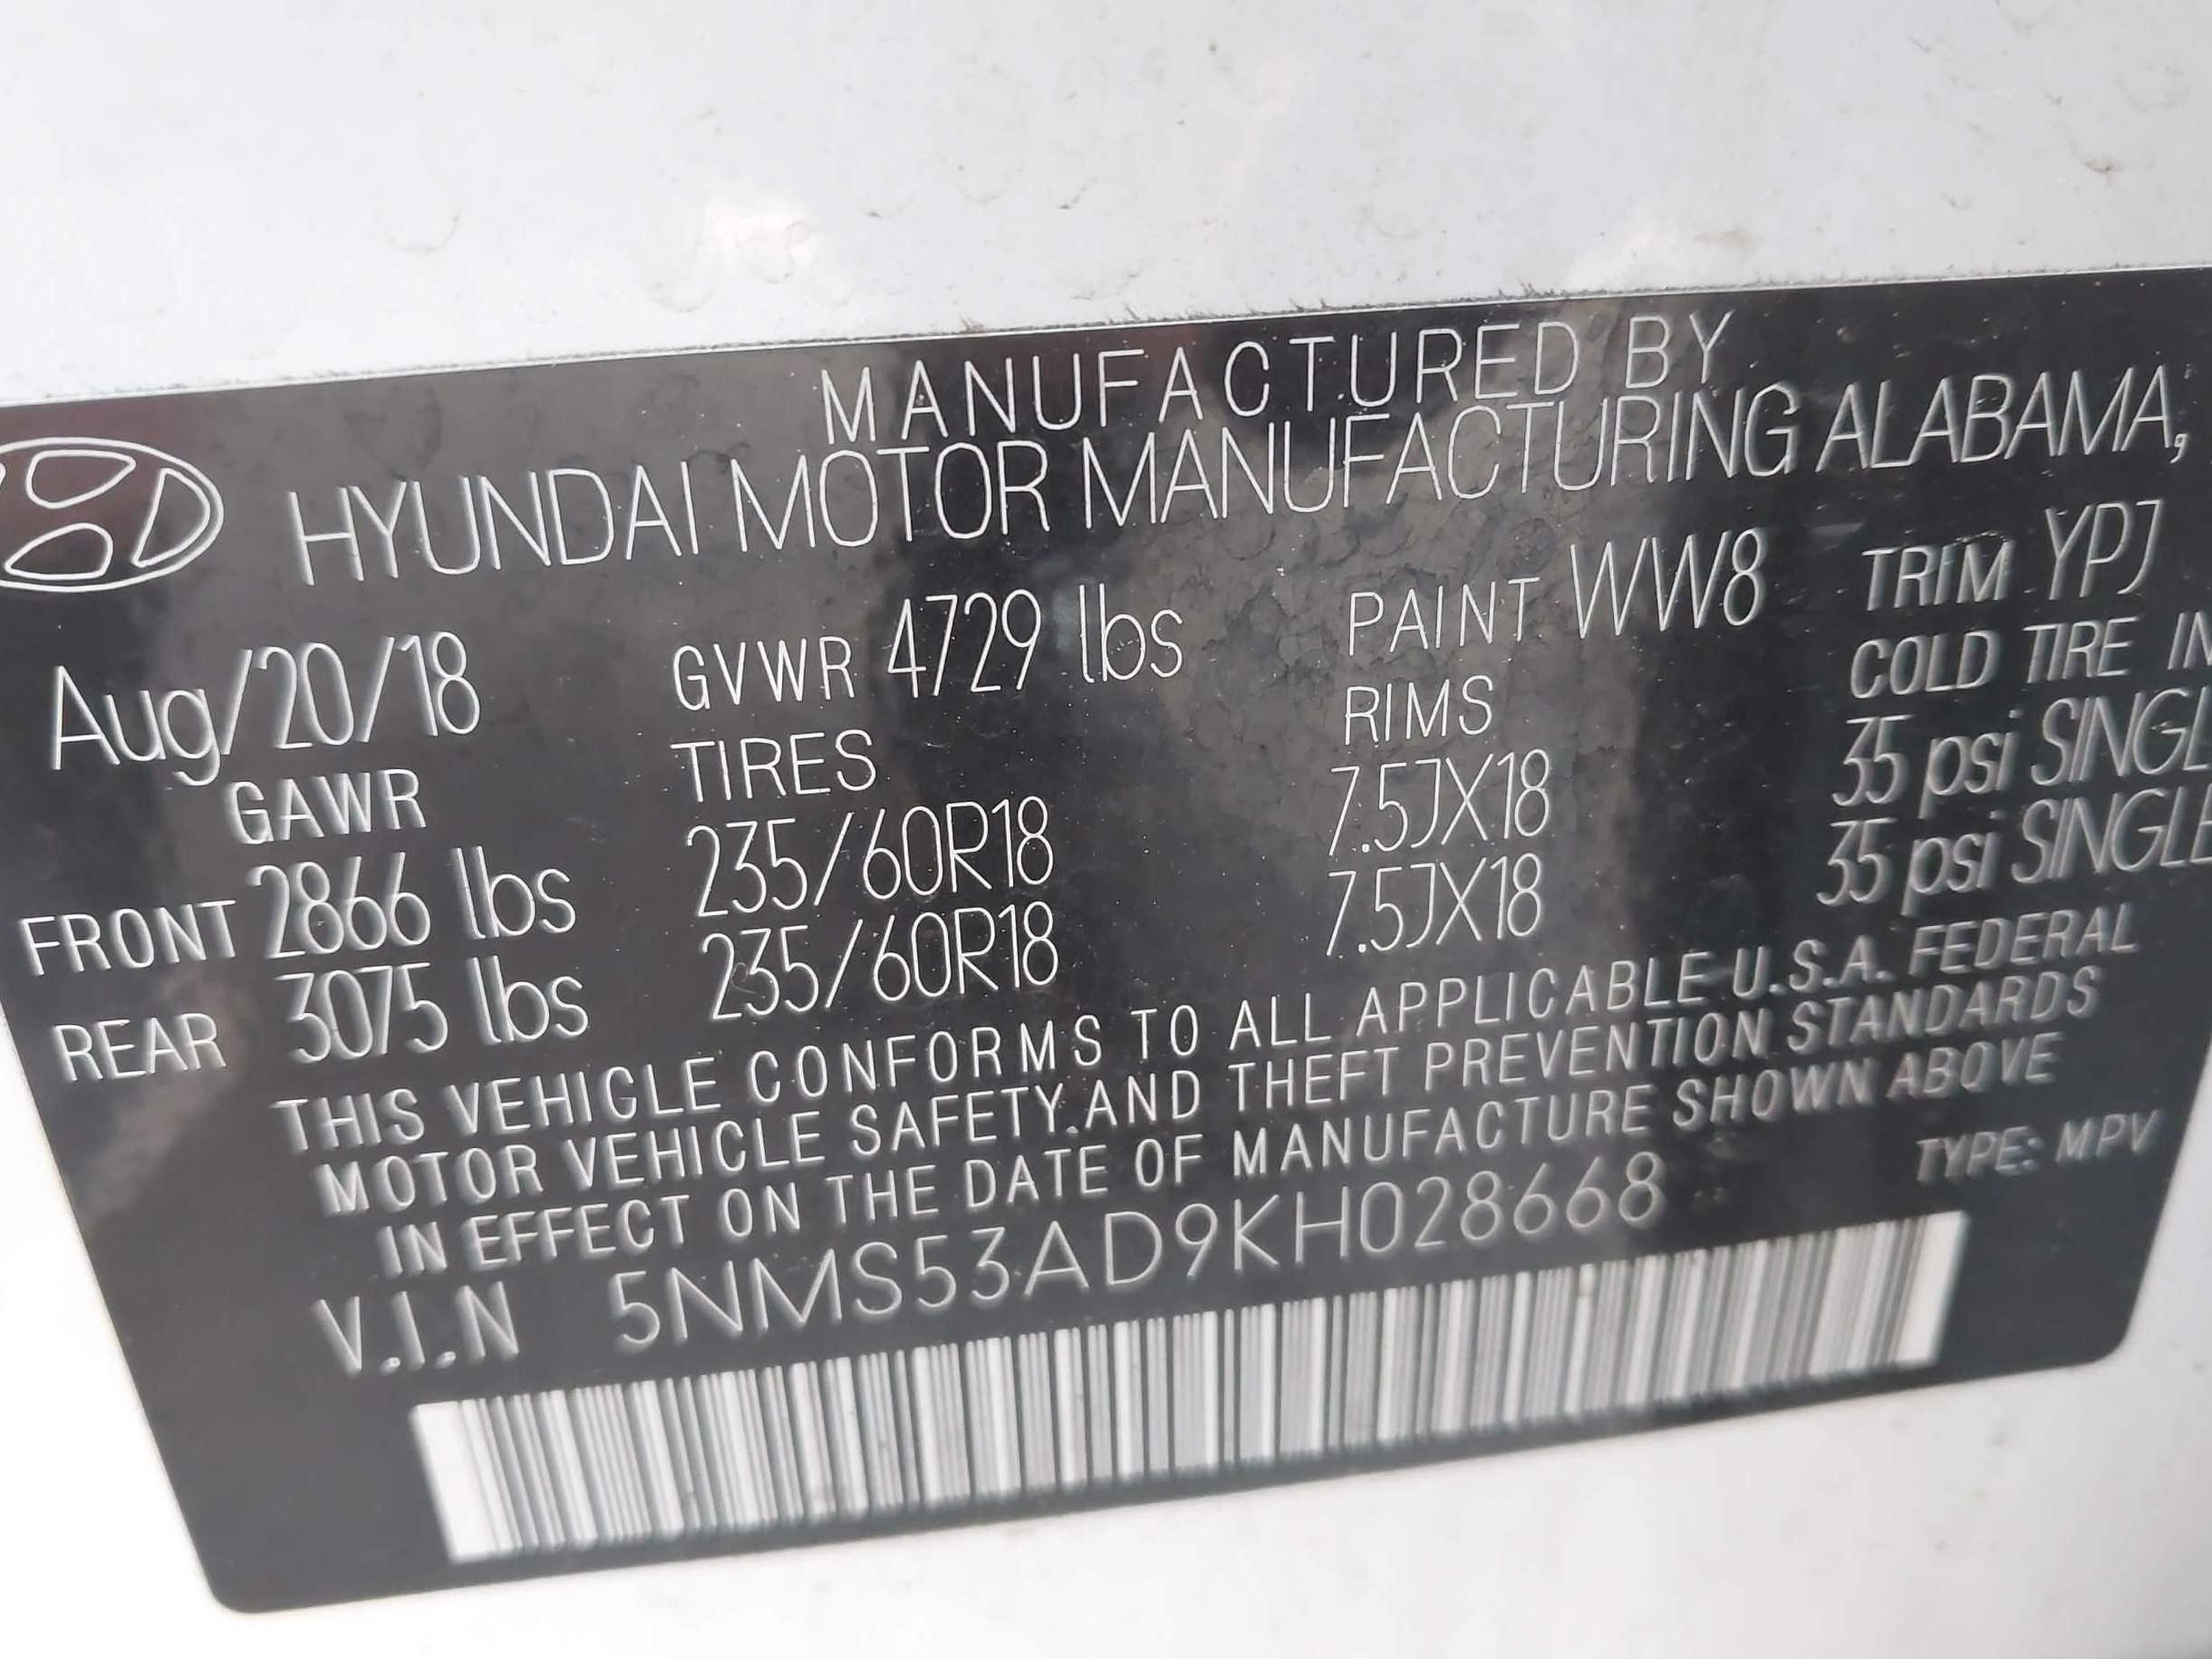 MANUFACTURED BY
HYUNDAI MOTOR MANUFACTURING ALABAMA,
Aug/20/18 GVWR 4729 lbs PAINT WW8 TRIM YPJ
GAWR TIRES RIMS COLD TIRE
FRONT 2866 lbs 235/60R18 7.5JX18 35 psi
REAR 3075 lbs 235/60R18 7.5JX18 35 psi SINGLE
THIS VEHICLE CONFORMS TO ALL APPLICABLE U.S.A. FEDERAL
MOTOR VEHICLE SAFETY AND THEFT PREVENTION STANDARDS
IN EFFECT ON THE DATE OF MANUFACTURE SHOWN ABOVE
V.I.N 5NMS53AD9KH028668 TYPE: MPV